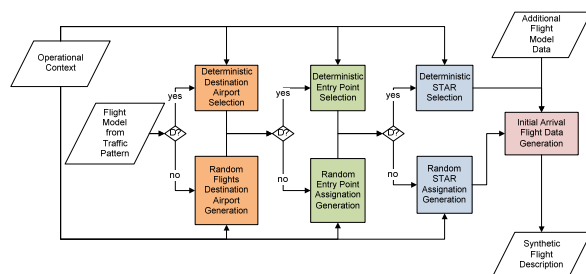 Additional
Flight
Model
Data
Operational
Context
Deterministic
Destination
Airport
Selection
Deterministic
Entry Point
Selection
Deterministic
STAR
Selection
yes
yes
yes
Flight
Model
from
Traffic
Pattern
D?
D?
D?
Initial Arrival
Flight Data
Generation
no
no
no
Random
Flights
Destination
Airport
Generation
Random
Entry Point
Assignation
Generation
Random
STAR
Assignation
Generation
Synthetic
Flight
Description